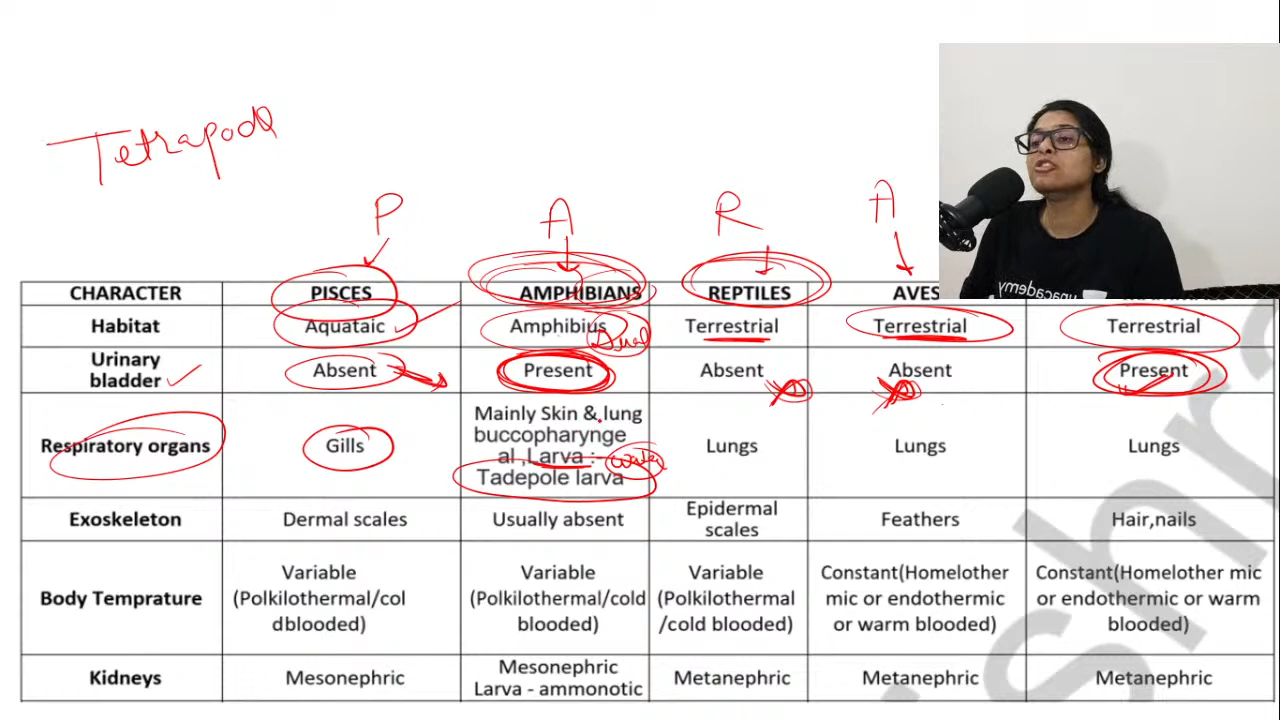 Tetrapoda
P A R A
CHARACTER PISCES AMPHIBIANS REPTILES AVES
Habitat Aquataic Amphibius Dual Terrestrial Terrestrial Terrestrial
Urinary
bladder Absent Present Absent Absent Present
Respiratory organs Gills Mainly Skin & lung
buccopharynge
al ,Larva :- water
Tadepole larva Lungs Lungs Lungs
Exoskeleton Dermal scales Usually absent Epidermal
scales Feathers Hair,nails
Body Temprature Variable
(Polkilothermal/col
dblooded) Variable
(Polkilothermal/cold
blooded) Variable
(Polkilothermal
/cold blooded) Constant(Homelother
mic or endothermic
or warm blooded) Constant(Homelother mic
or endothermic or warm
blooded)
Kidneys Mesonephric Mesonephric
Larva - ammonotic Metanephric Metanephric Metanephric
unacademy